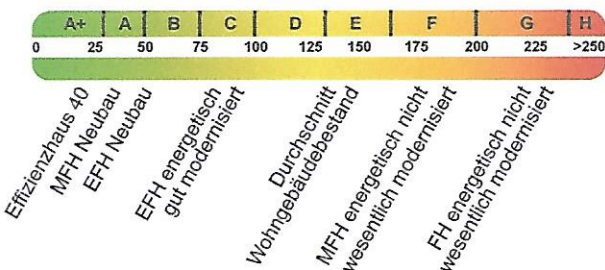 A+ A B C D E F G H
0 25 50 75 100 125 150 175 200 225 >250
Effizienzhaus 40
MFH Neubau
EFH Neubau
EFH energetisch
gut modernisiert
Durchschnitt
Wohngebäudebestand
MFH energetisch nicht
wesentlich modernisiert
FH energetisch nicht
wesentlich modernisiert